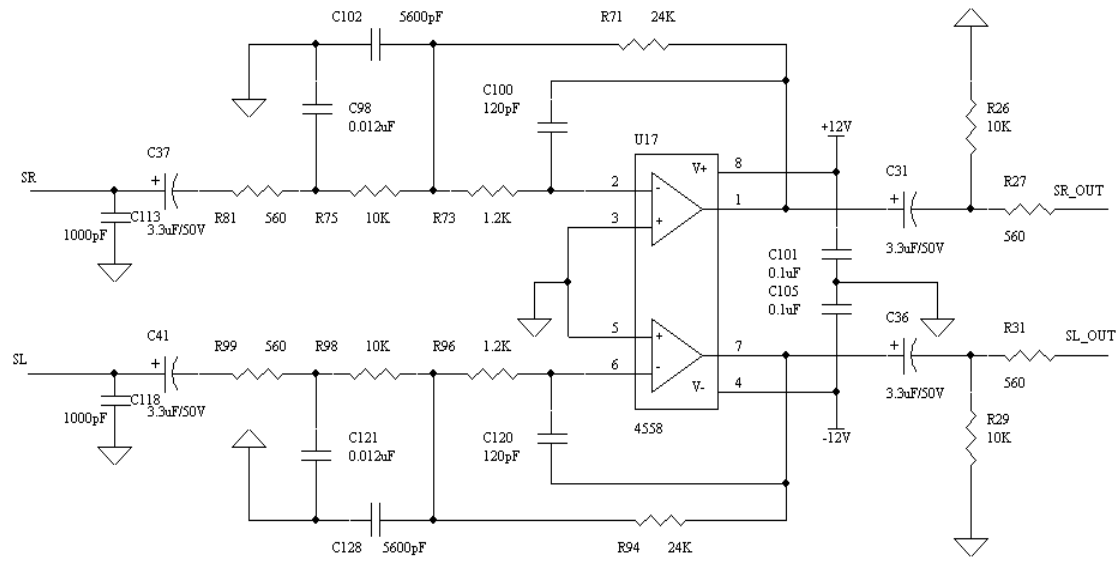 C102 5600pF R71 24K
C100
120pF
C98
0.012uF
R26
10K
U17
+12V
C37
C31
SR
+
2 - V+ 8
+
R27 SR_OUT
C113 R81 560 R75 10K R73 1.2K
3 + 1
1000pF 3.3uF/50V
3.3uF/50V 560
C101
0.1uF
C105
0.1uF
C41
C36
SL
+
R99 560 R98 10K R96 1.2K
5 + 7
+
R31 SL_OUT
6 - V- 4
C118
1000pF 3.3uF/50V
3.3uF/50V 560
C121
0.012uF
C120
120pF
4558
-12V
R29
10K
C128 5600pF R94 24K